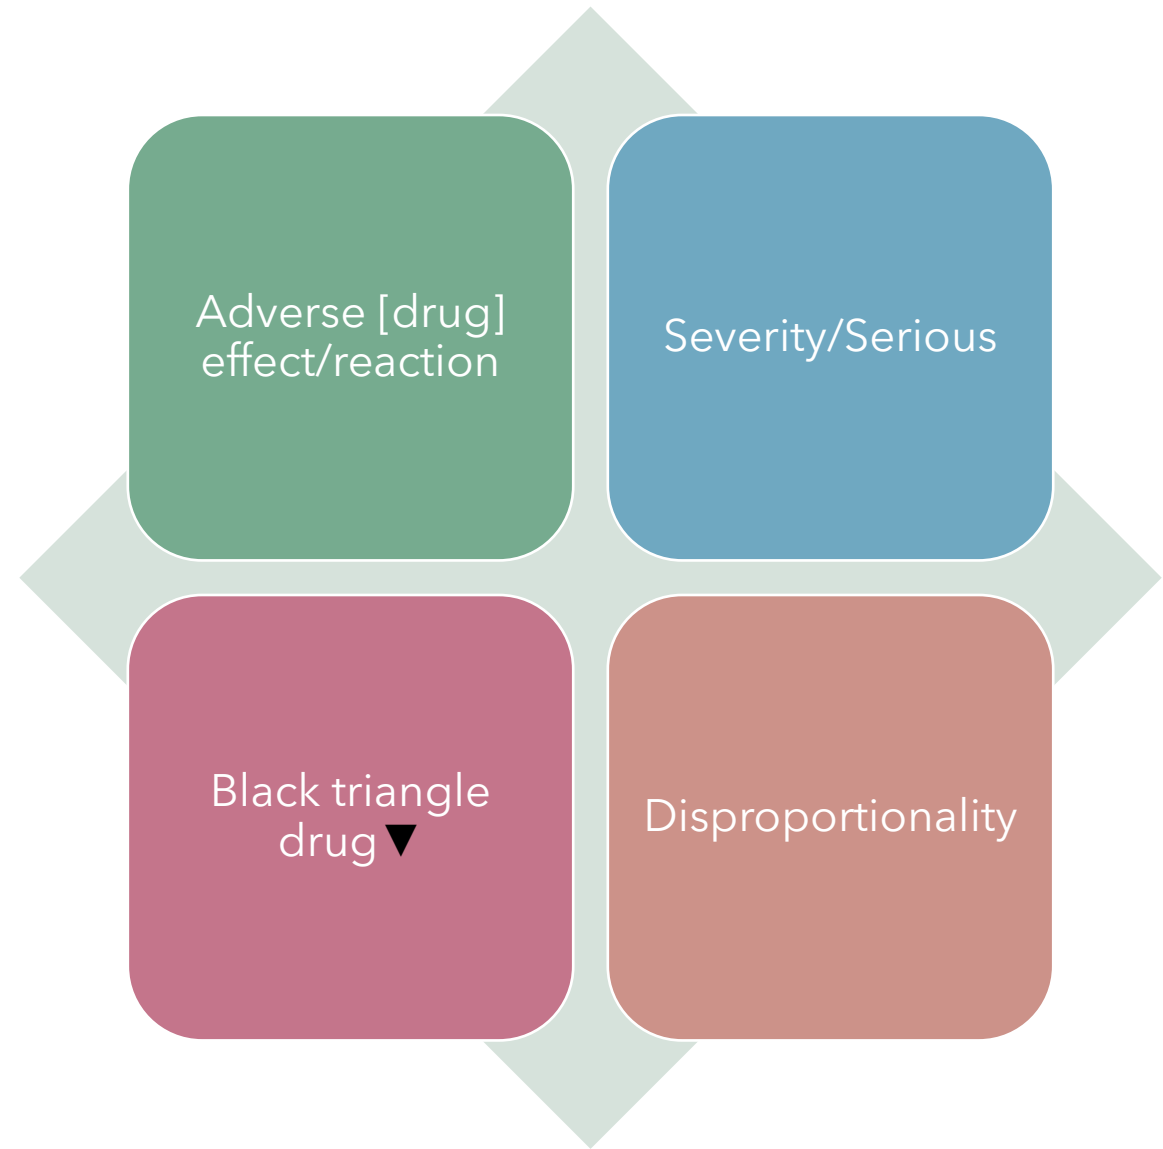 Adverse [drug]
effect/reaction
Severity/Serious
Black triangle
drug▼
Disproportionality